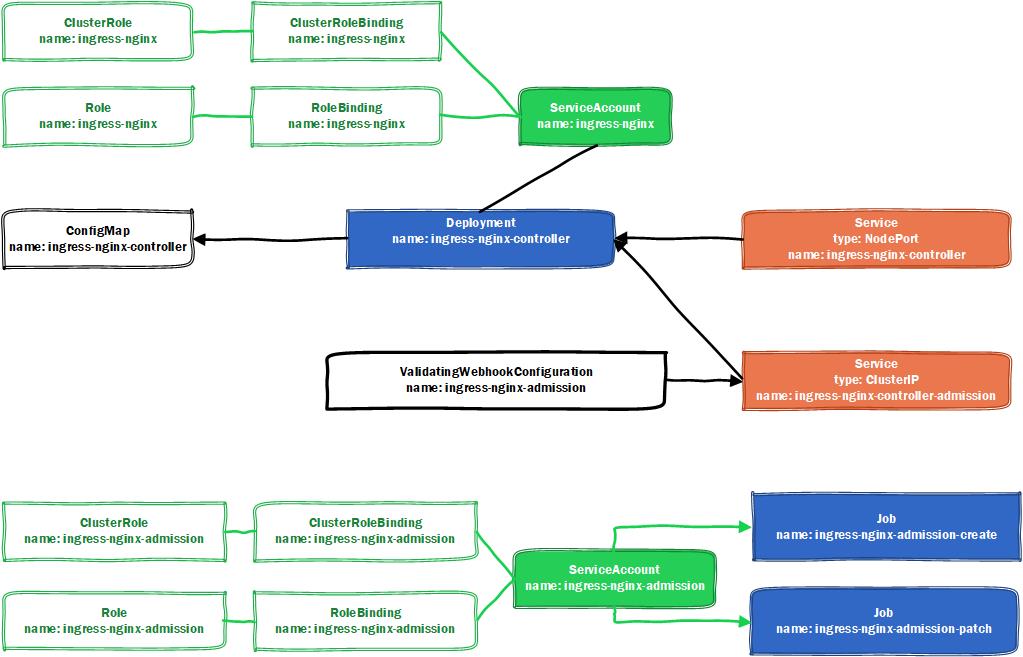 ClusterRole
name: ingress-nginx
ClusterRoleBinding
name: ingress-nginx
Role
name: ingress-nginx
RoleBinding
name: ingress-nginx
ServiceAccount
name: ingress-nginx
ConfigMap
name: ingress-nginx-controller
Deployment
name: ingress-nginx-controller
Service
type: NodePort
name: ingress-nginx-controller
ValidatingWebhookConfiguration
name: ingress-nginx-admission
Service
type: ClusterIP
name: ingress-nginx-controller-admission
ClusterRole
name: ingress-nginx-admission
ClusterRoleBinding
name: ingress-nginx-admission
Job
name: ingress-nginx-admission-create
ServiceAccount
name: ingress-nginx-admission
Role
name: ingress-nginx-admission
RoleBinding
name: ingress-nginx-admission
Job
name: ingress-nginx-admission-patch